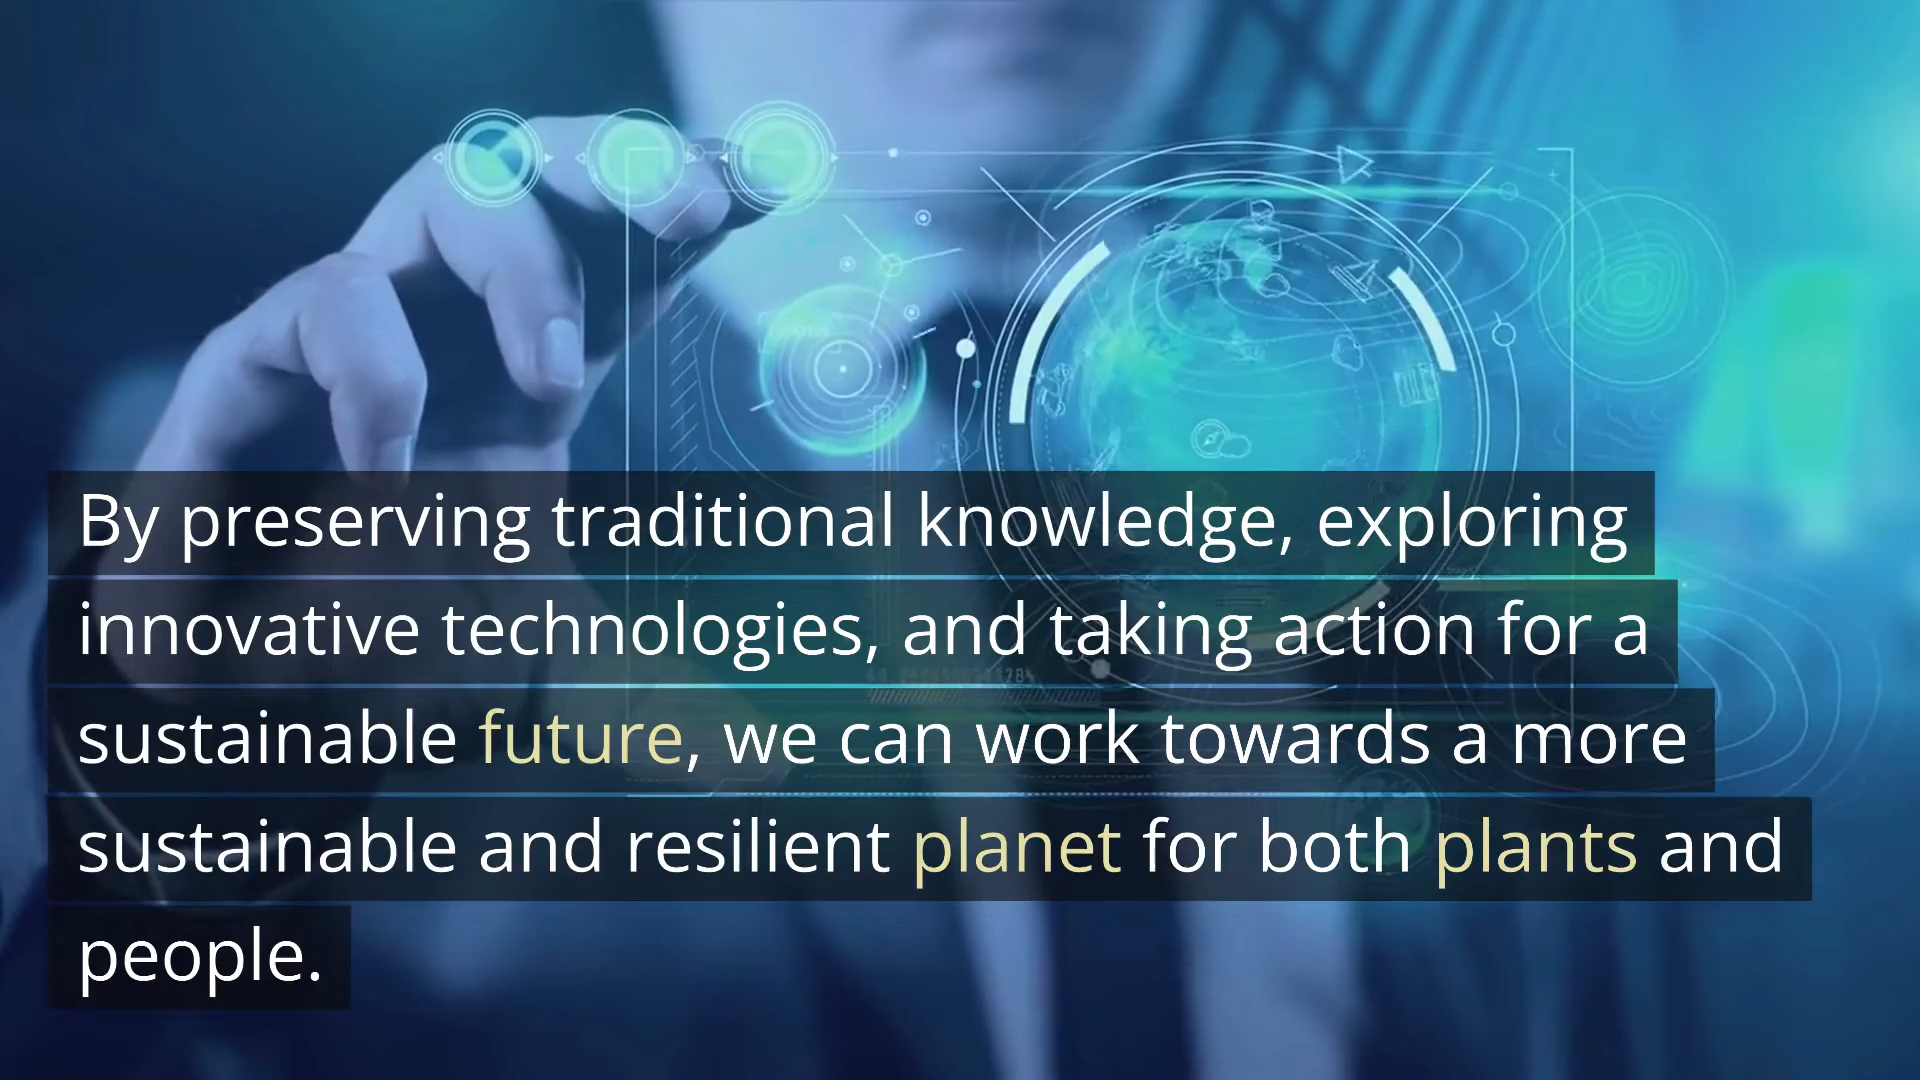 By preserving traditional knowledge, exploring
innovative technologies, and taking action for a
sustainable future, we can work towards a more
sustainable and resilient planet for both plants and
people.